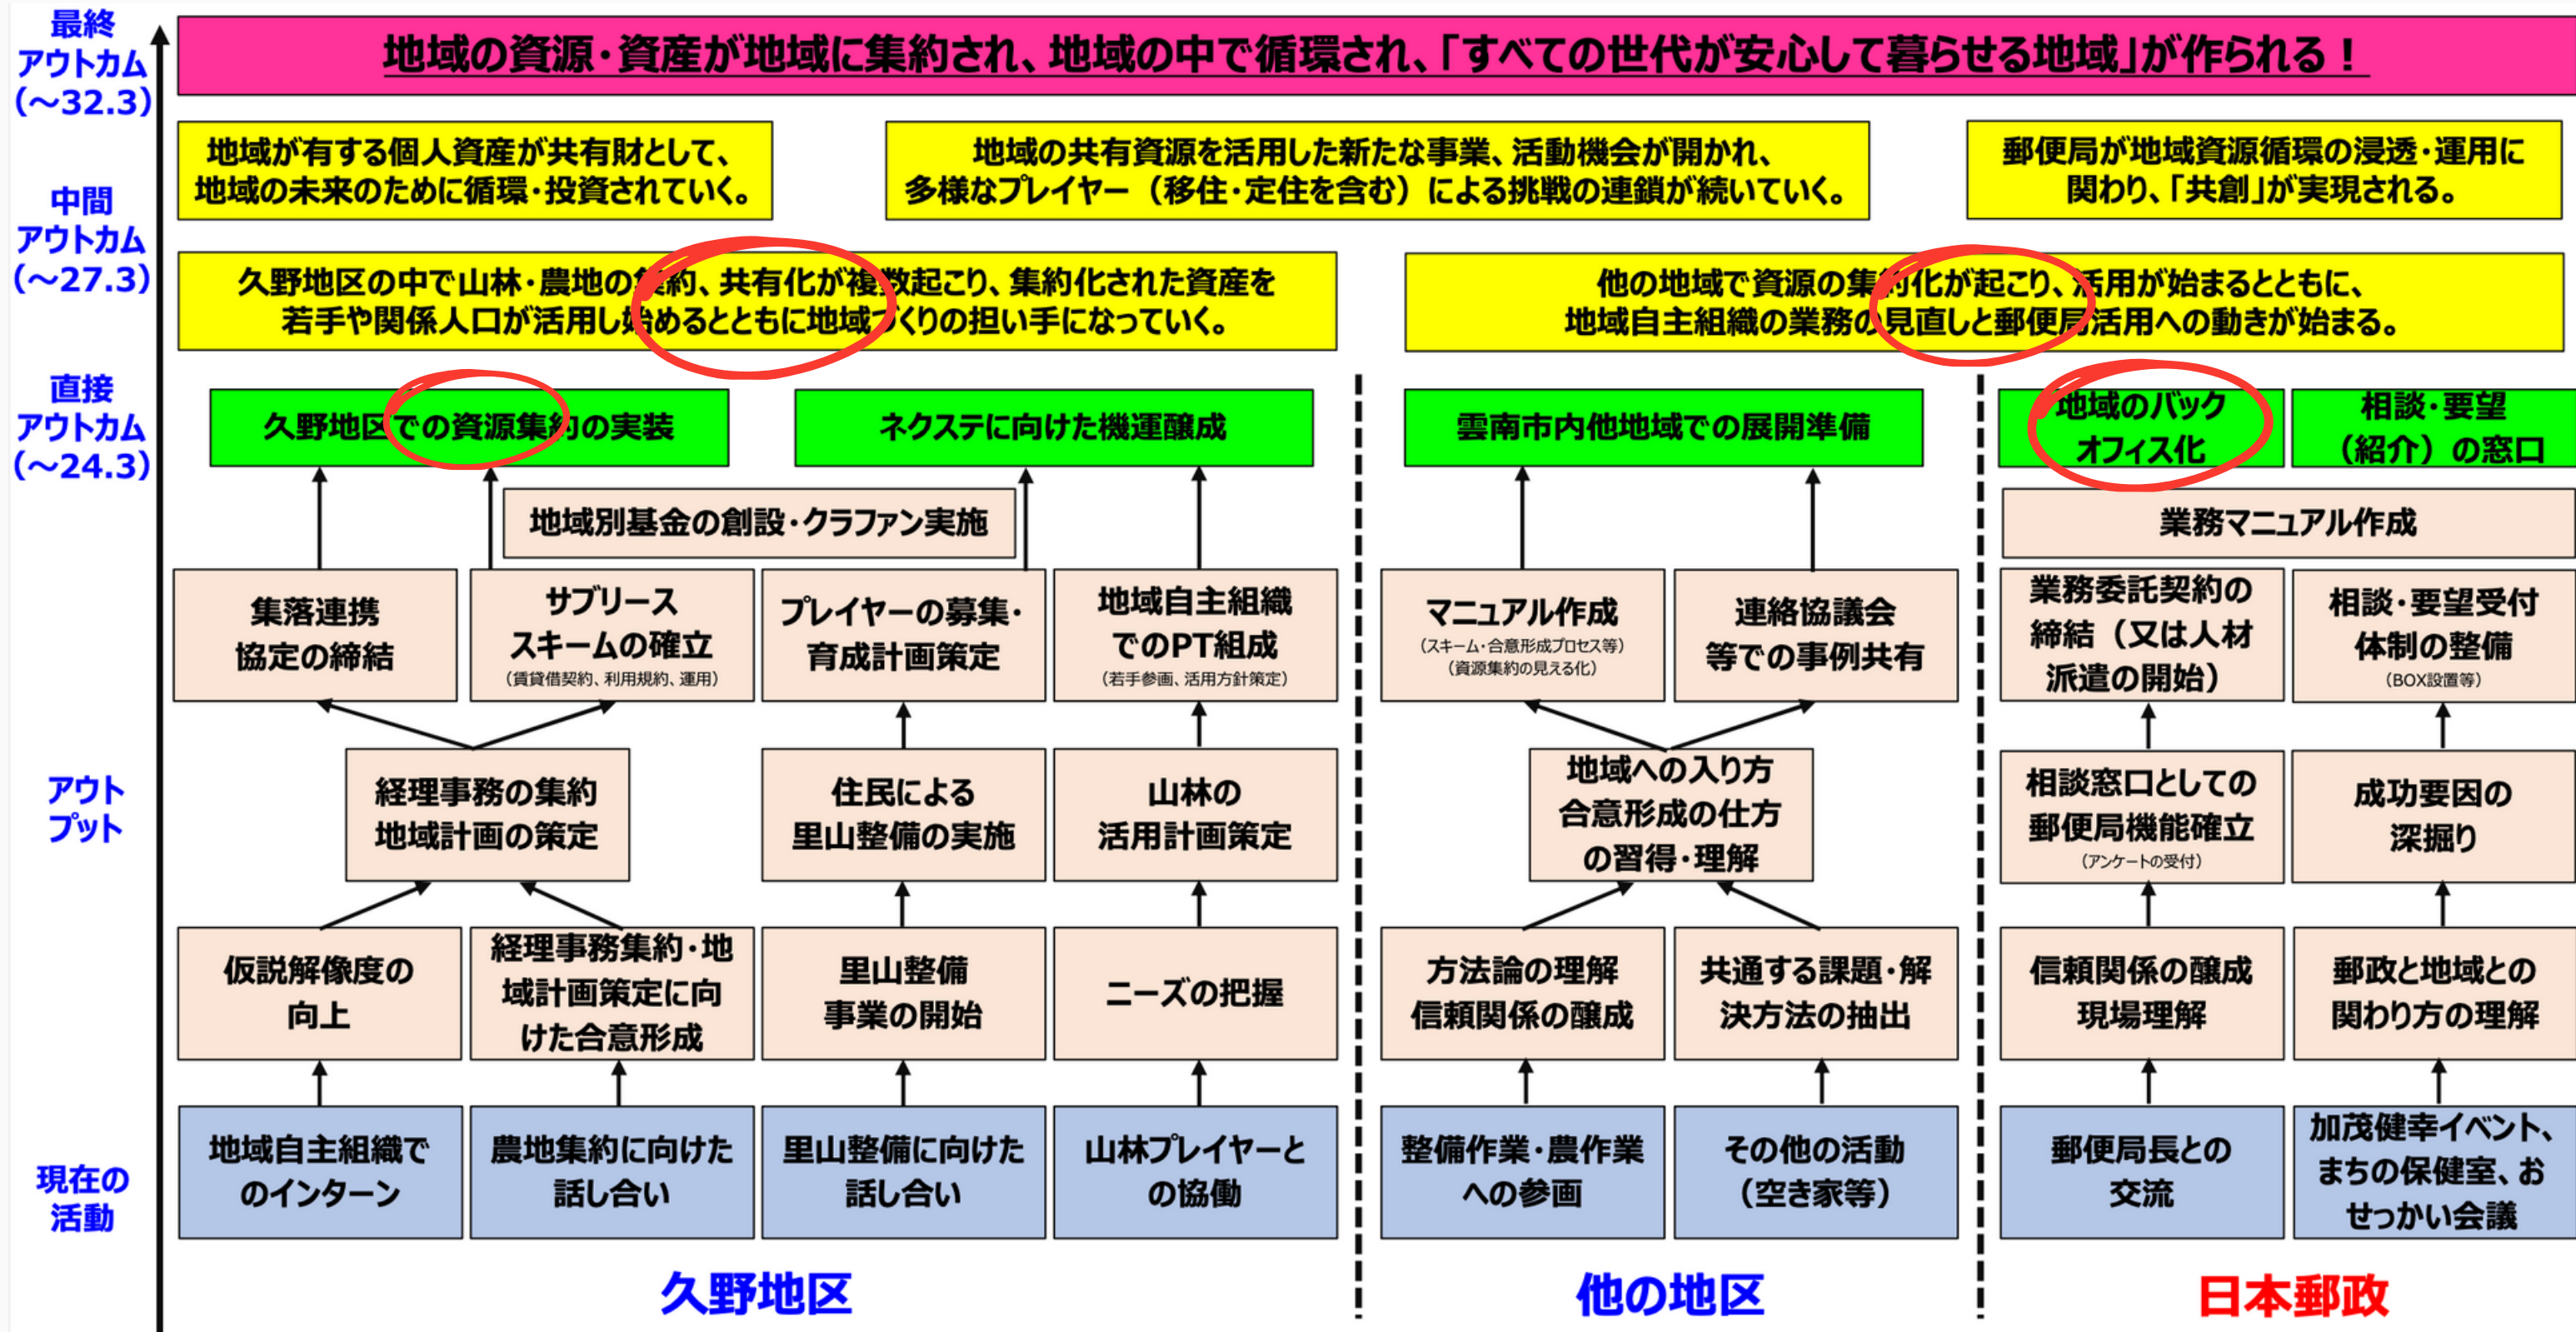 最終
アウトカム
（～32.3）
地域の資源・資産が地域に集約され、地域の中で循環され、「すべての世代が安心して暮らせる地域」が作られる！
中間
アウトカム
（～27.3）
地域が有する個人資産が共有財として、
地域の未来のために循環・投資されていく。
地域の共有資源を活用した新たな事業、活動機会が開かれ、
多様なプレイヤー（移住・定住を含む）による挑戦の連鎖が続いていく。
郵便局が地域資源循環の浸透・運用に
関わり、「共創」が実現される。
久野地区の中で山林・農地の集約、共有化が複数起こり、集約化された資産を
若手や関係人口が活用し始めるとともに地域づくりの担い手になっていく。
他の地域で資源の集約化が起こり、活用が始まるとともに、
地域自主組織の業務の見直しと郵便局活用への動きが始まる。
直接
アウトカム
（～24.3）
久野地区での資源集約の実装
ネクステに向けた機運醸成
雲南市内他地域での展開準備
地域のバック
オフィス化
相談・要望
（紹介）の窓口
アウト
プット
地域別基金の創設・クラファン実施
業務マニュアル作成
集落連携
協定の締結
サブリース
スキームの確立
（賃貸借契約、利用規約、運用）
プレイヤーの募集・
育成計画策定
地域自主組織
でのPT組成
（若手参画、活用方針策定）
マニュアル作成
（スキーム・合意形成プロセス等）
（資源集約の見える化）
連絡協議会
等での事例共有
業務委託契約の
締結（又は人材
派遣の開始）
相談・要望受付
体制の整備
（BOX設置等）
経理事務の集約
地域計画の策定
住民による
里山整備の実施
山林の
活用計画策定
地域への入り方
合意形成の仕方
の習得・理解
相談窓口としての
郵便局機能確立
（アンケートの受付）
成功要因の
深掘り
仮説解像度の
向上
経理事務集約・地
域計画策定に向
けた合意形成
里山整備
事業の開始
ニーズの把握
方法論の理解
信頼関係の醸成
共通する課題・解
決方法の抽出
信頼関係の醸成
現場理解
郵政と地域との
関わり方の理解
現在の
活動
地域自主組織で
のインターン
農地集約に向けた
話し合い
里山整備に向けた
話し合い
山林プレイヤーと
の協働
整備作業・農作業
への参画
その他の活動
（空き家等）
郵便局長との
交流
加茂健幸イベント、
まちの保健室、お
せっかい会議
久野地区
他の地区
日本郵政